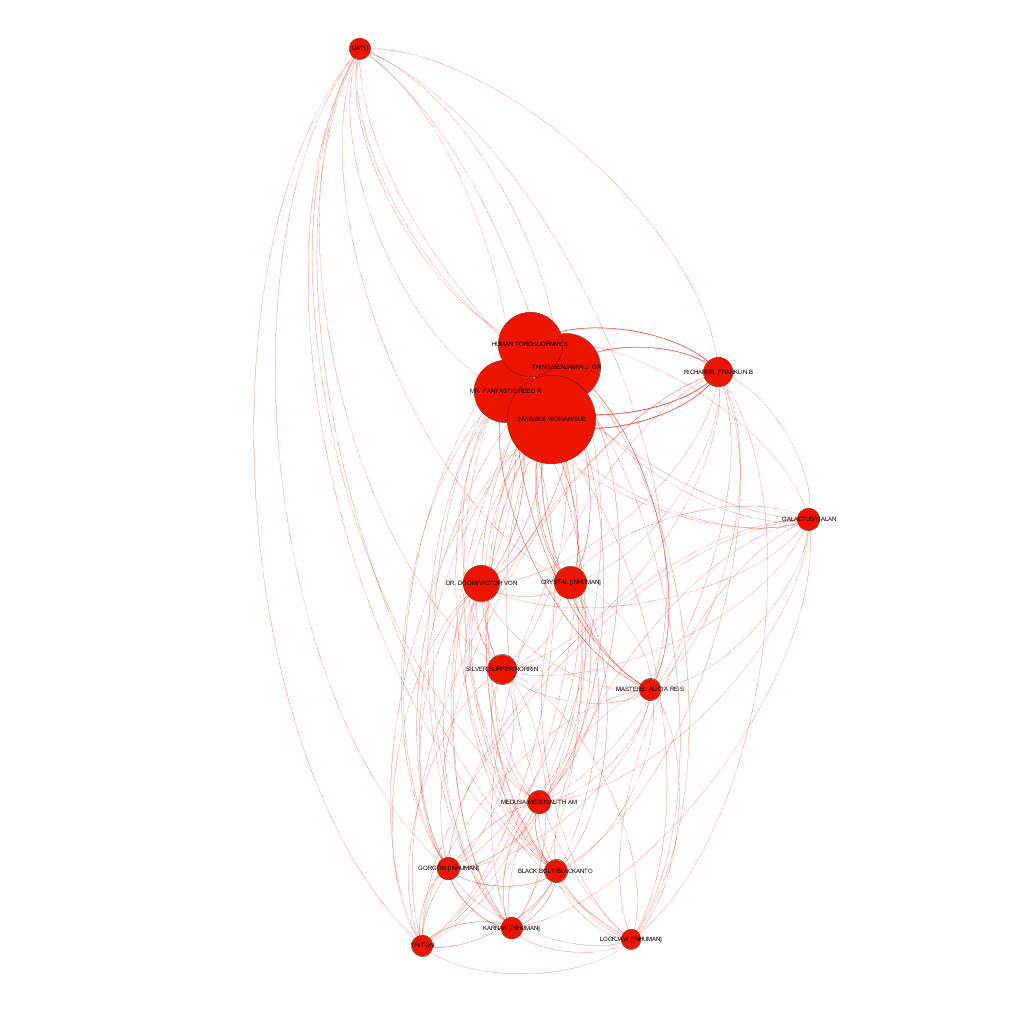 UATU
HUMAN TORCH/JOHNNY S
THING/BENJAMIN J. GR
RICHARDS, FRANKLIN B
MR. FANTASTIC/REED R
INVISIBLE WOMAN/SUE
GALACTUS/GALAN
DR. DOOM/VICTOR VON
CRYSTAL [INHUMAN]
SILVER SURFER/NORRIN
MASTERS, ALICIA REIS
MEDUSA/MEDUSALITH AM
GORGON [INHUMAN]
BLACK BOLT/BLACKANTO
KARNAK [INHUMAN]
LOCKJAW [INHUMAN]
TRITON